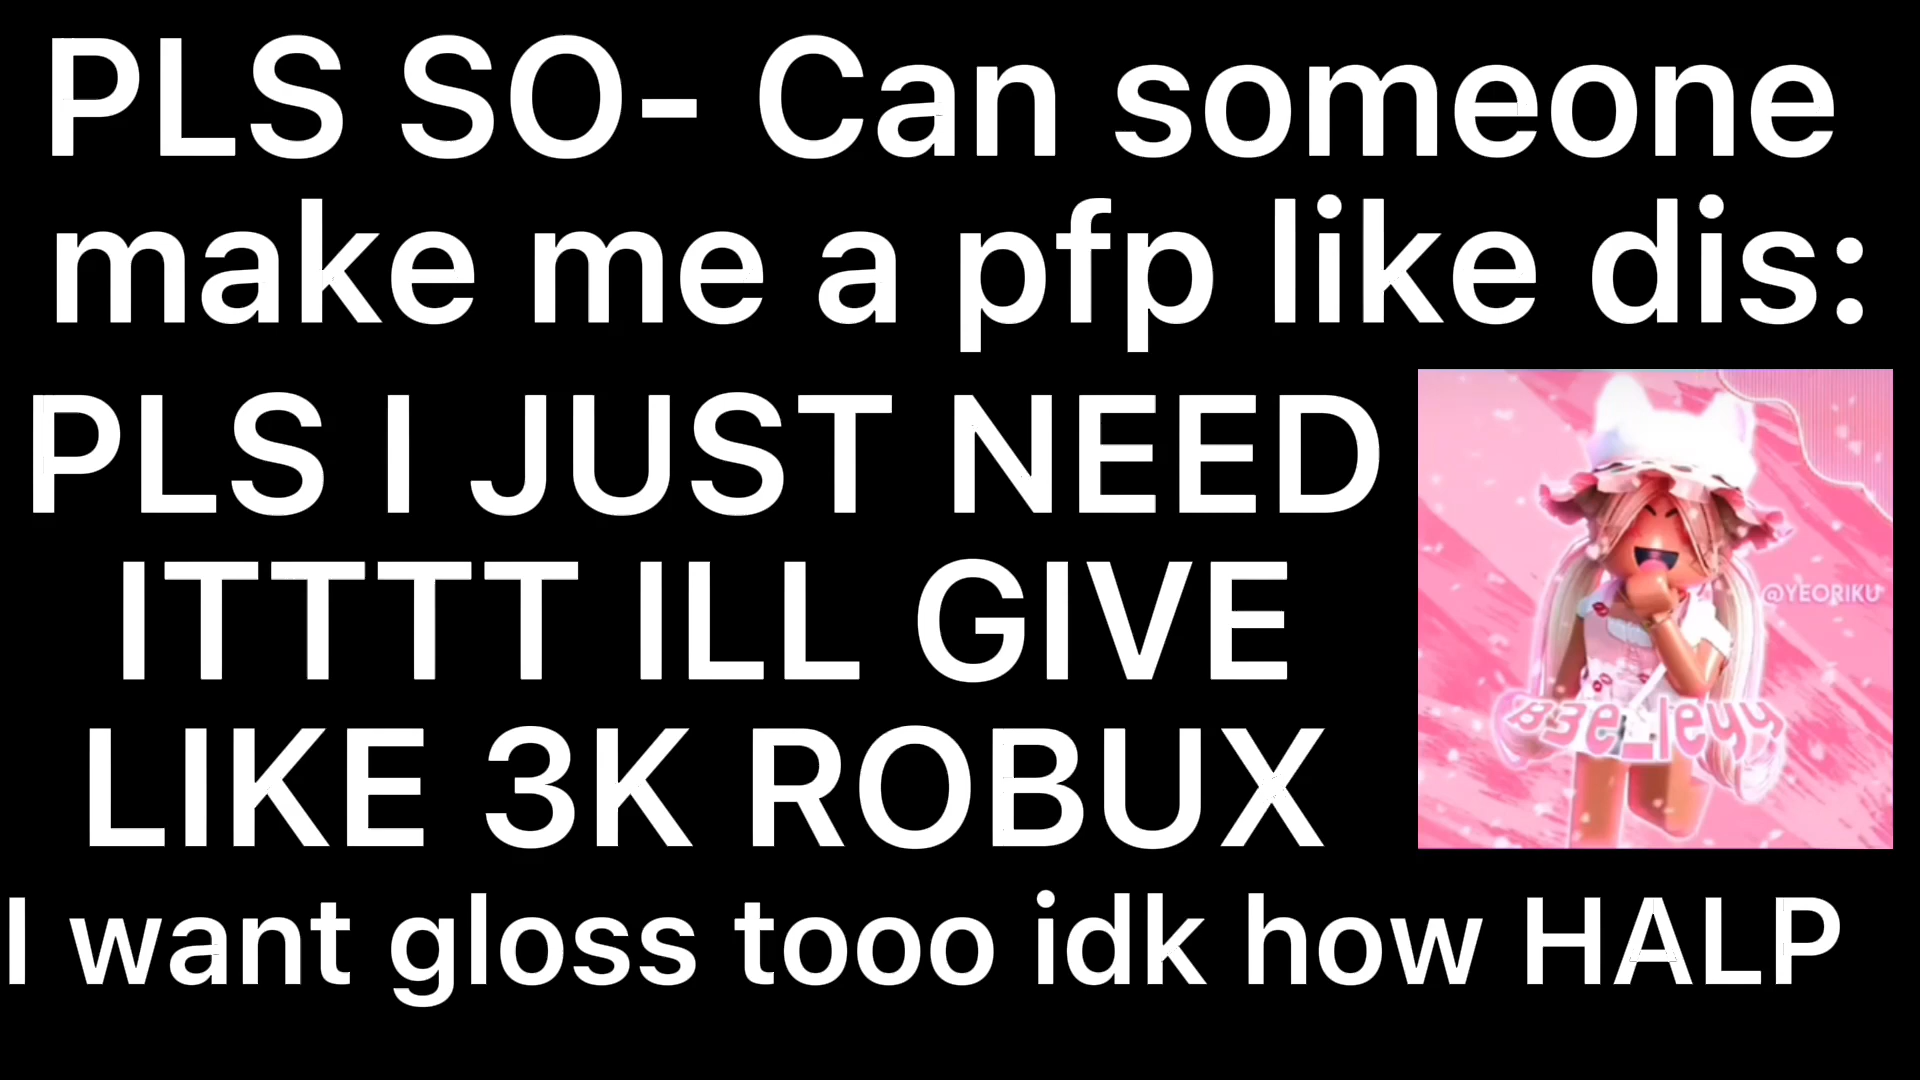 PLS SO- Can someone
make me a pfp like dis:
PLS I JUST NEED
ITTTT ILL GIVE
LIKE 3K ROBUX
@YEORIKU
B3e_leyy
I want gloss tooo idk how HALP